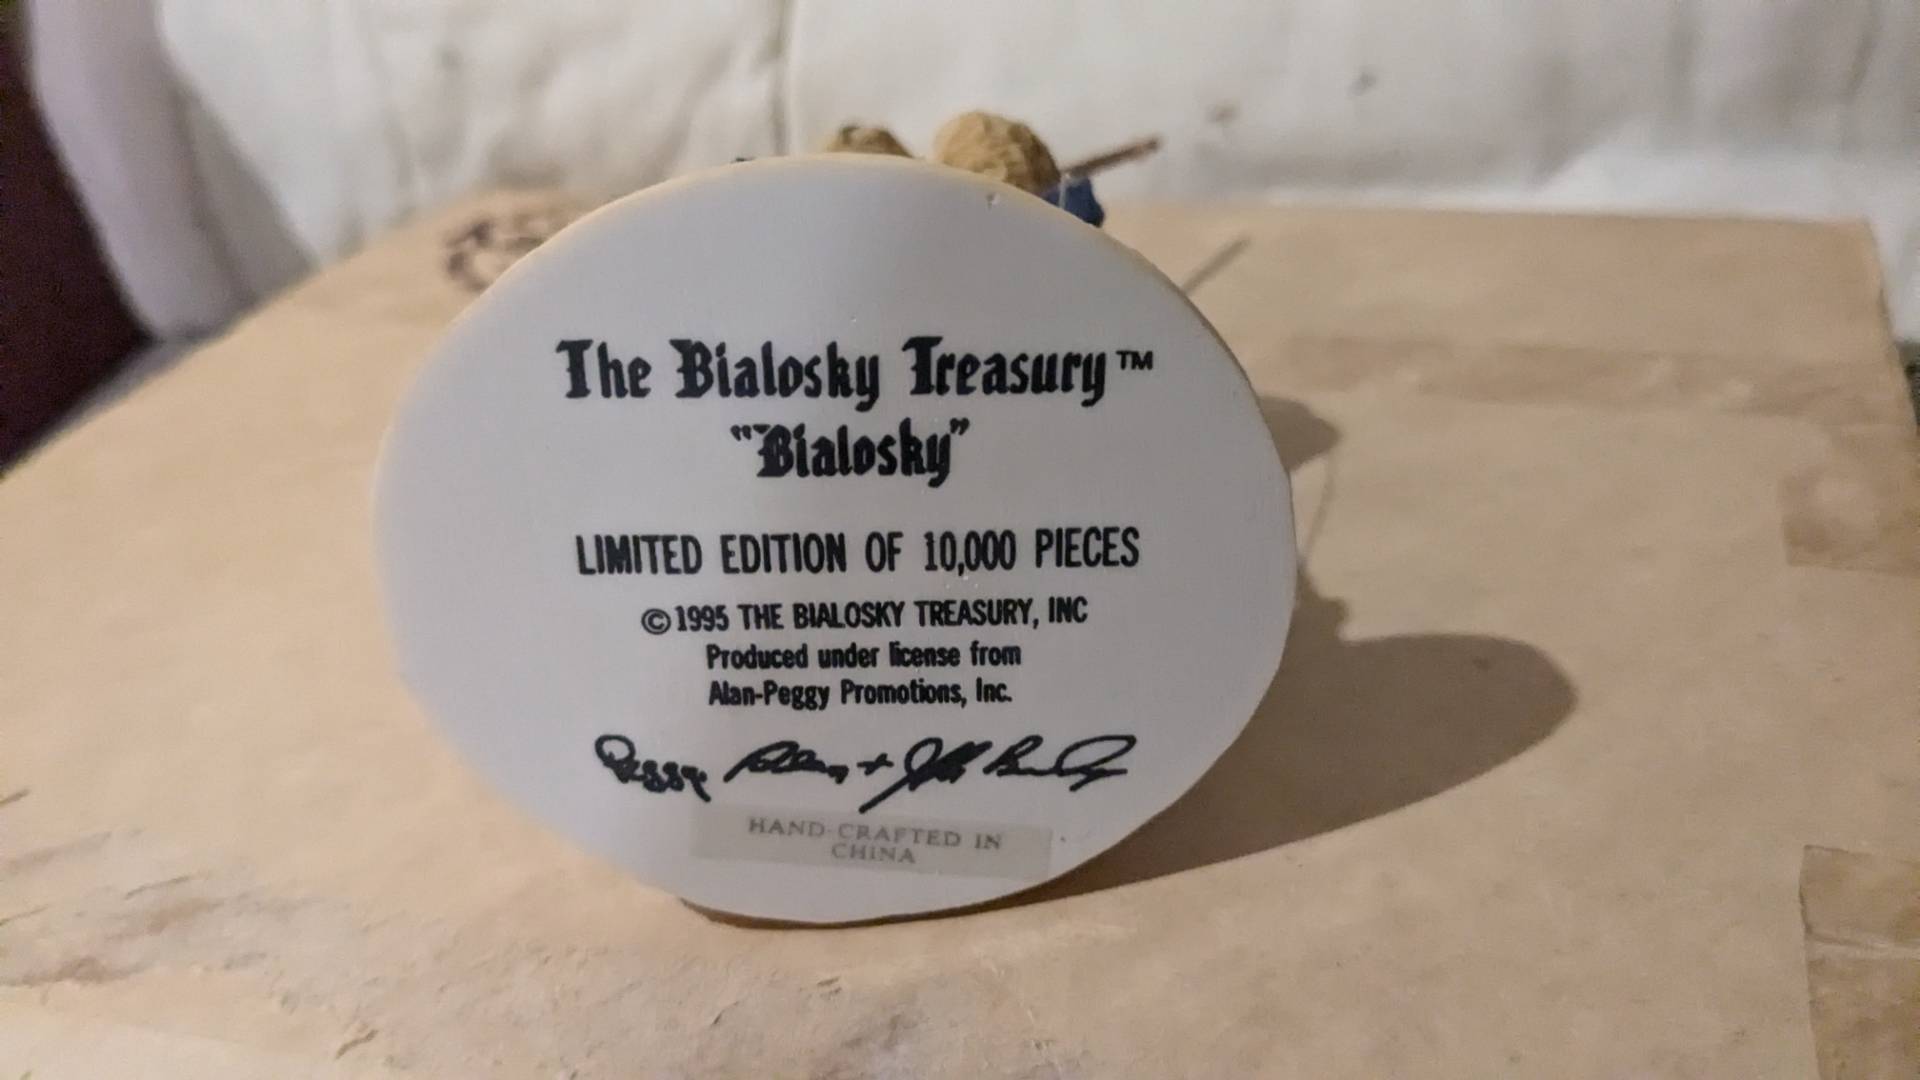 The Bialosky Treasury™
"Bialosky"
LIMITED EDITION OF 10,000 PIECES
©1995 THE BIALOSKY TREASURY, INC
Produced under license from
Alan-Peggy Promotions, Inc.
Peggy +
HAND-CRAFTED IN
CHINA